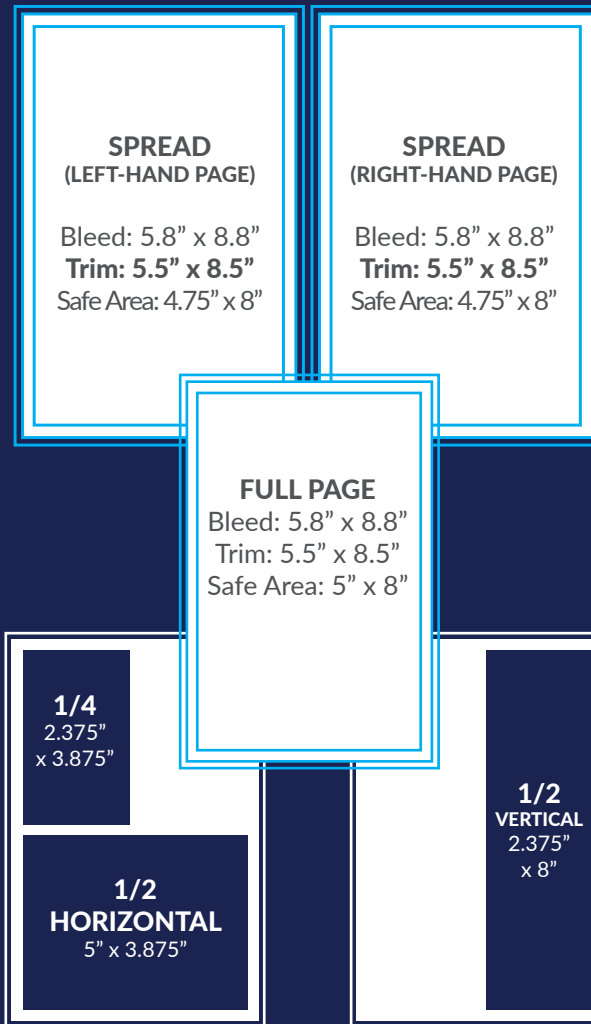 SPREAD
(LEFT-HAND PAGE)
Bleed: 5.8” x 8.8”
Trim: 5.5” x 8.5”
Safe Area: 4.75” x 8”
SPREAD
(RIGHT-HAND PAGE)
Bleed: 5.8” x 8.8”
Trim: 5.5” x 8.5”
Safe Area: 4.75” x 8”
FULL PAGE
Bleed: 5.8” x 8.8”
Trim: 5.5” x 8.5”
Safe Area: 5” x 8”
1/4
2.375”
x 3.875”
1/2
HORIZONTAL
5” x 3.875”
1/2
VERTICAL
2.375”
x 8”